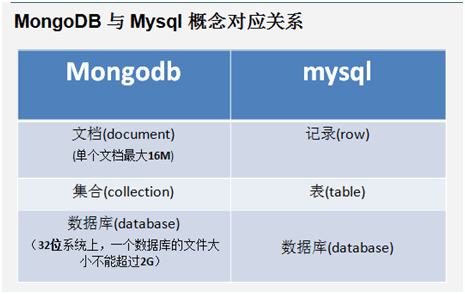 MongoDB 与 Mysql 概念对应关系
Mongodb mysql
文档(document) 记录(row)
(单个文档最大16M)
集合(collection) 表(table)
数据库(database)
（32位系统上，一个数据库的文件大 数据库(database)
小不能超过2G）